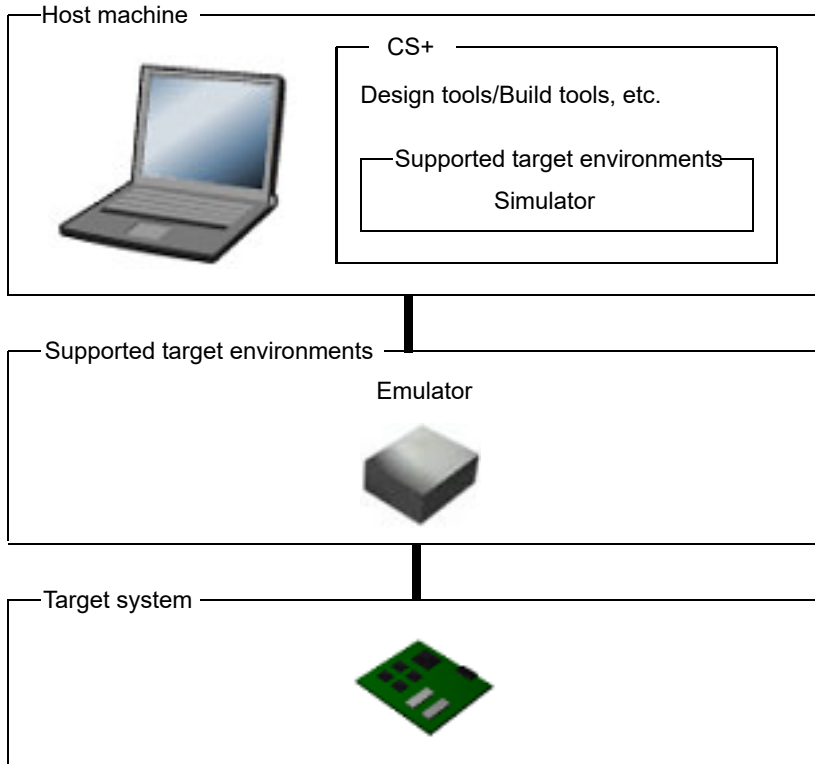 Host machine
CS+
Design tools/Build tools, etc.
Supported target environments
Simulator
Supported target environments
Emulator
Target system